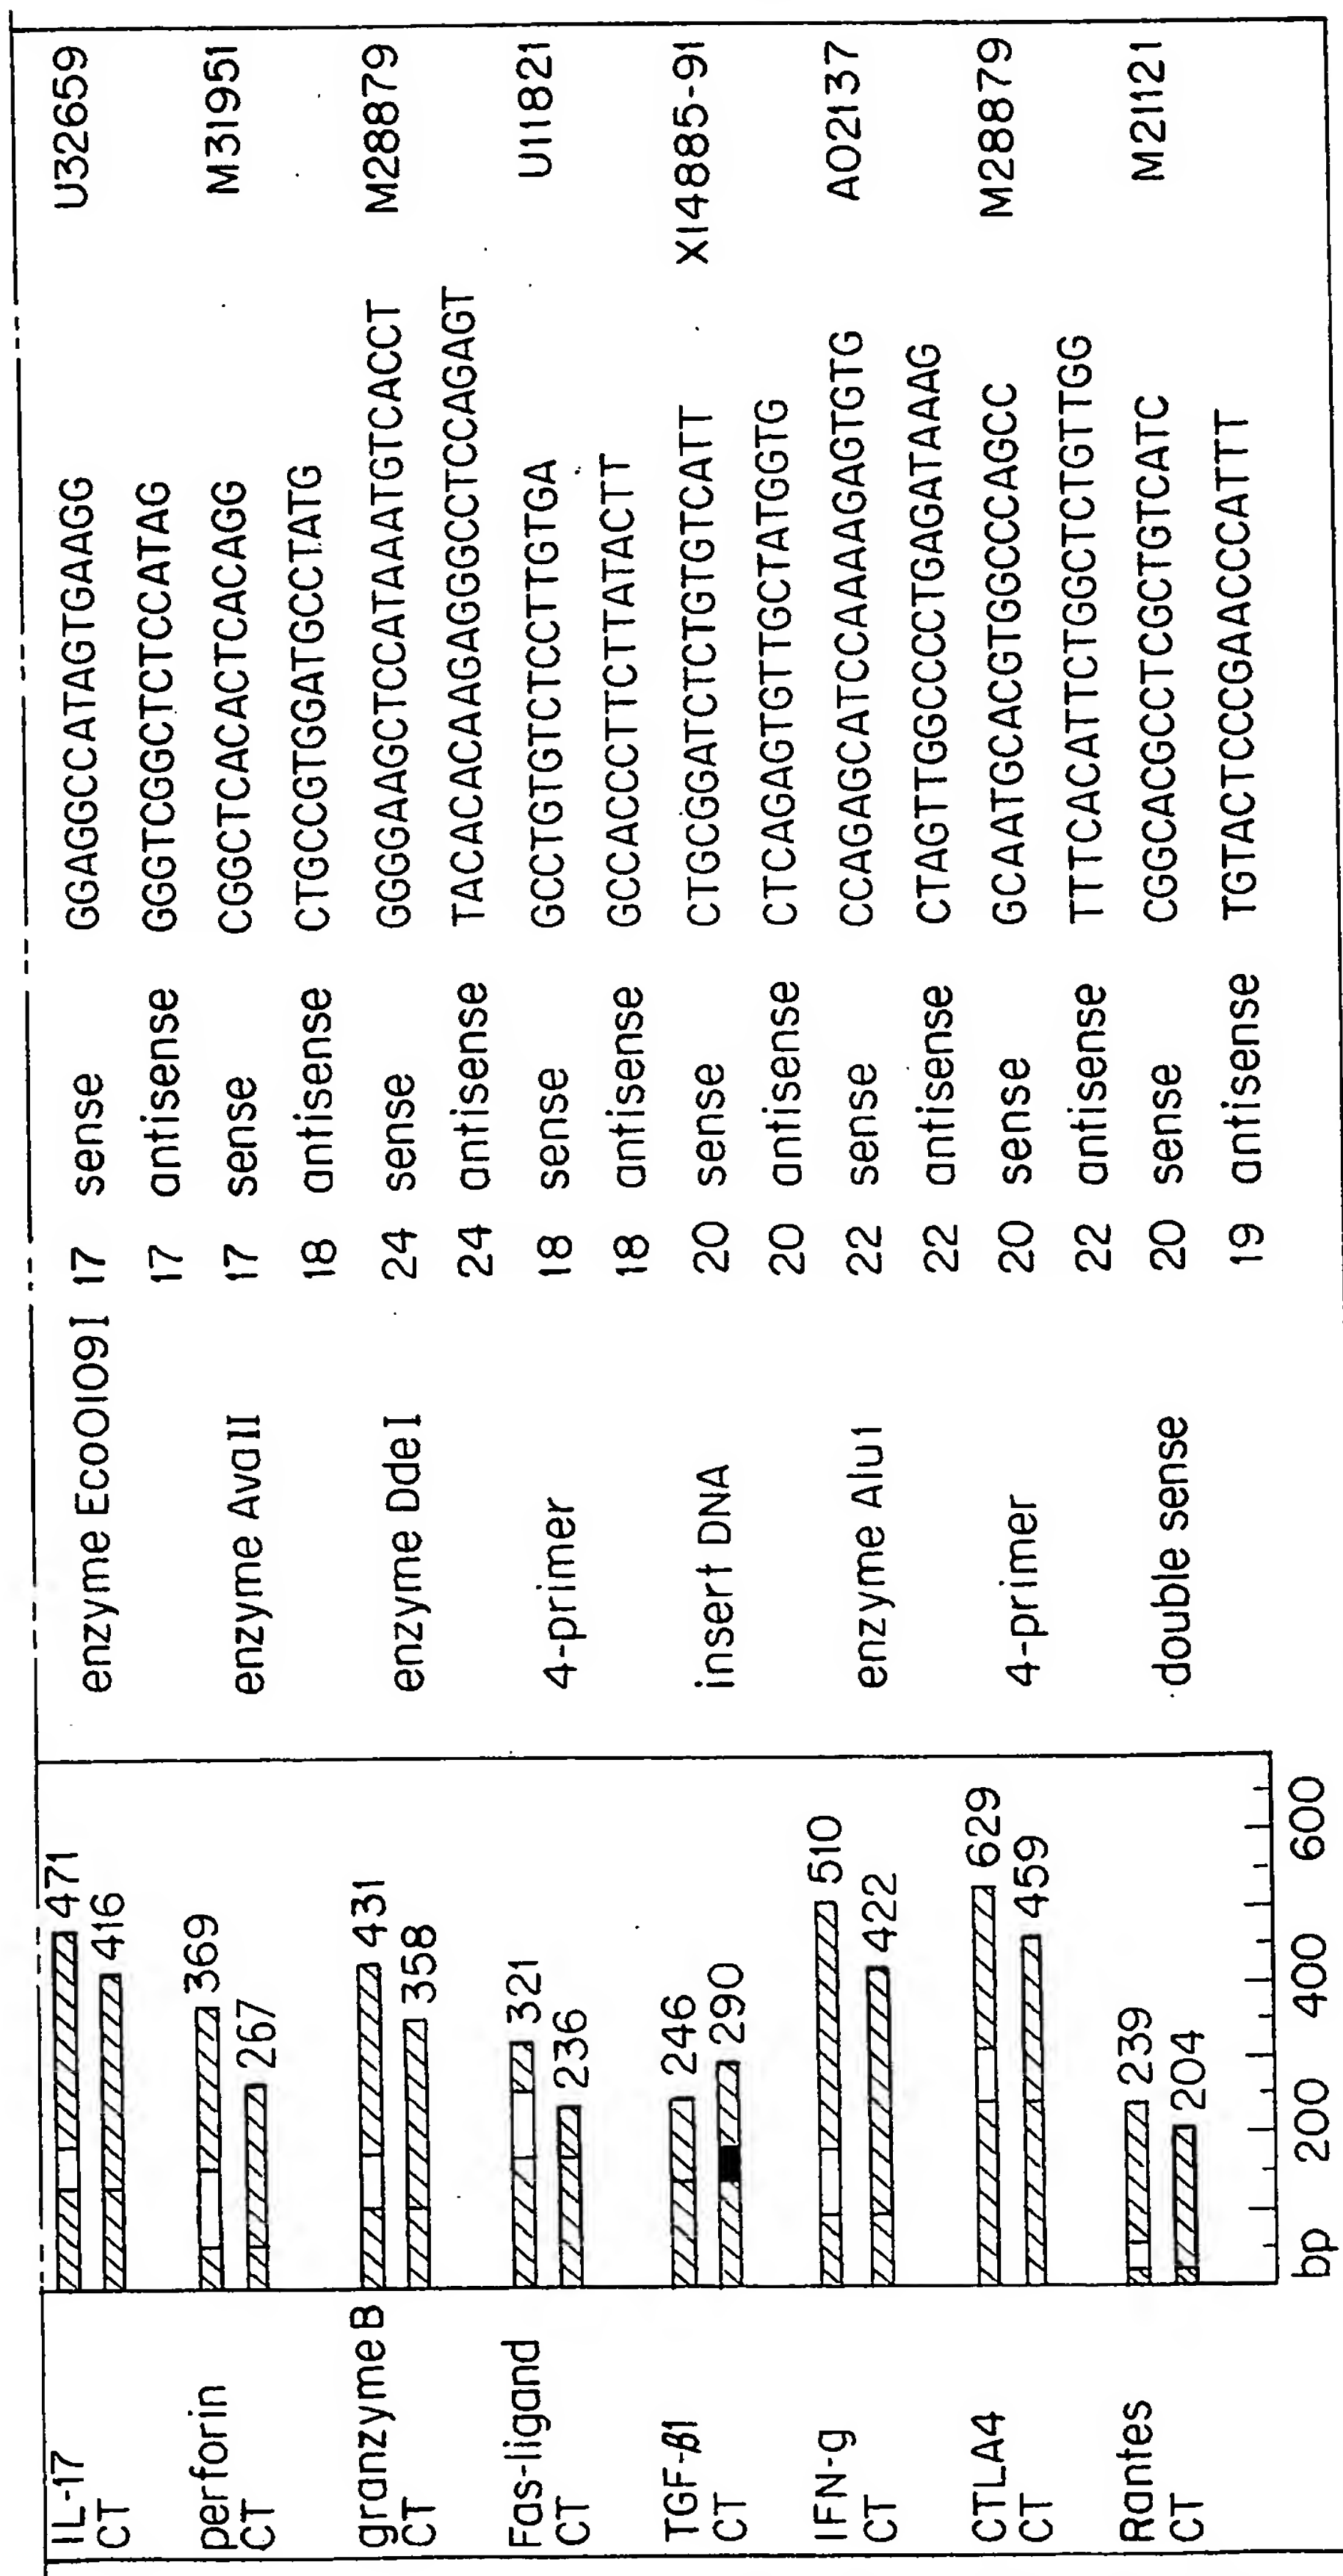 IL-17 471 enzyme EcoO109I 17 sense GGAGGCCATAGTGAAGG U32659
CT 416
17 antisense GGGTCGGCTCTCCATAG
perforin 369 enzyme AvaII 17 sense CGGCTCACACTCACAGG M31951
CT 267
18 antisense CTGCCGTGGATGCCTATG
granzyme B 431 enzyme DdeI 24 sense GGGGAAGCTCCATAAATGTCACCT M28879
CT 358
24 antisense TACACACAAGAGGGCCTCCAGAGT
Fas-ligand 321 4-primer 18 sense GCCTGTGTCTCCTTGTGA U11821
CT 236
18 antisense GCCACCCTTCTTATACTT
TGF-β1 246 insert DNA 20 sense CTGCGGATCTCTGTGTCATT X14885-91
CT 290
20 antisense CTCAGAGTGTTGCTATGGTG
IFN-g 510 enzyme Alu1 22 sense CCAGAGCATCCAAAAGAGTGTG A02137
CT 422
22 antisense CTAGTTGGCCCCTGAGATAAAG
CTLA4 629 4-primer 20 sense GCAATGCACGTGGCCCAGCC M28879
CT 459
22 antisense TTTCACATTCTGGCTCTGTTGG
Rantes 239 double sense 20 sense CGGCACGCCTCGCTGTCATC M21121
CT 204
19 antisense TGTACTCCCGAACCCATTT
bp 200 400 600